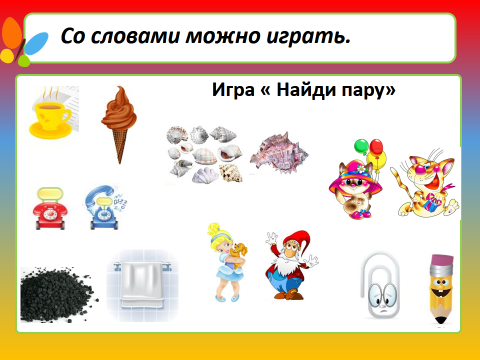 Со словами можно играть.
Игра « Найди пару»